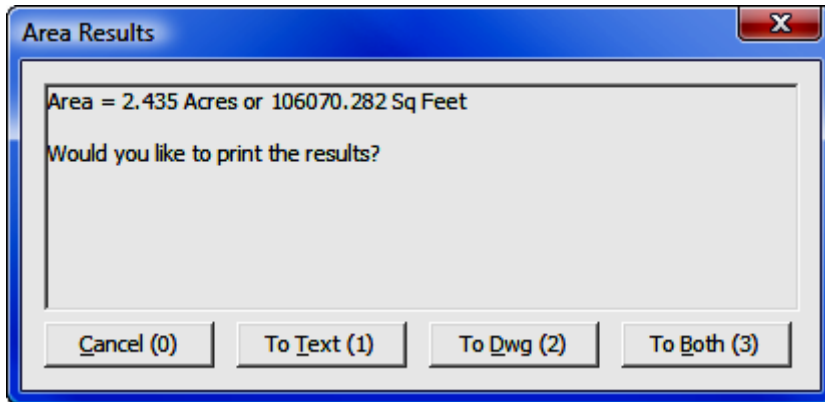 Area Results
Area = 2.435 Acres or 106070.282 Sq Feet
Would you like to print the results?
Cancel (0) To Text (1) To Dwg (2) To Both (3)